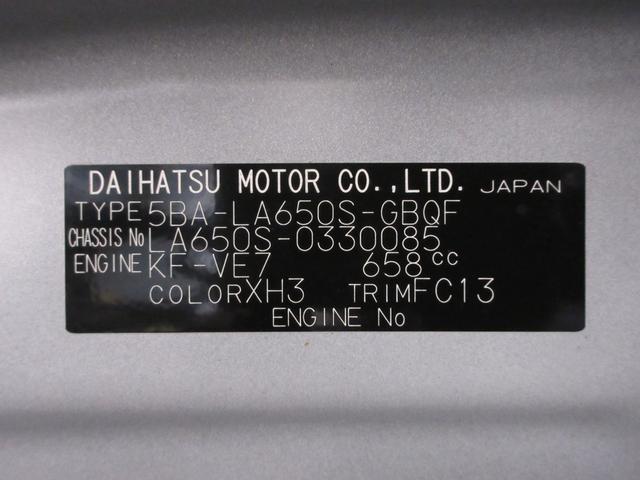 DAIHATSU MOTOR CO.,LTD. JAPAN
TYPE 5BA-LA650S-GBQF
CHASSIS No LA650S-0330085
ENGINE KF-VE7 658cc
COLOR XH3 TRIM FC13
ENGINE No